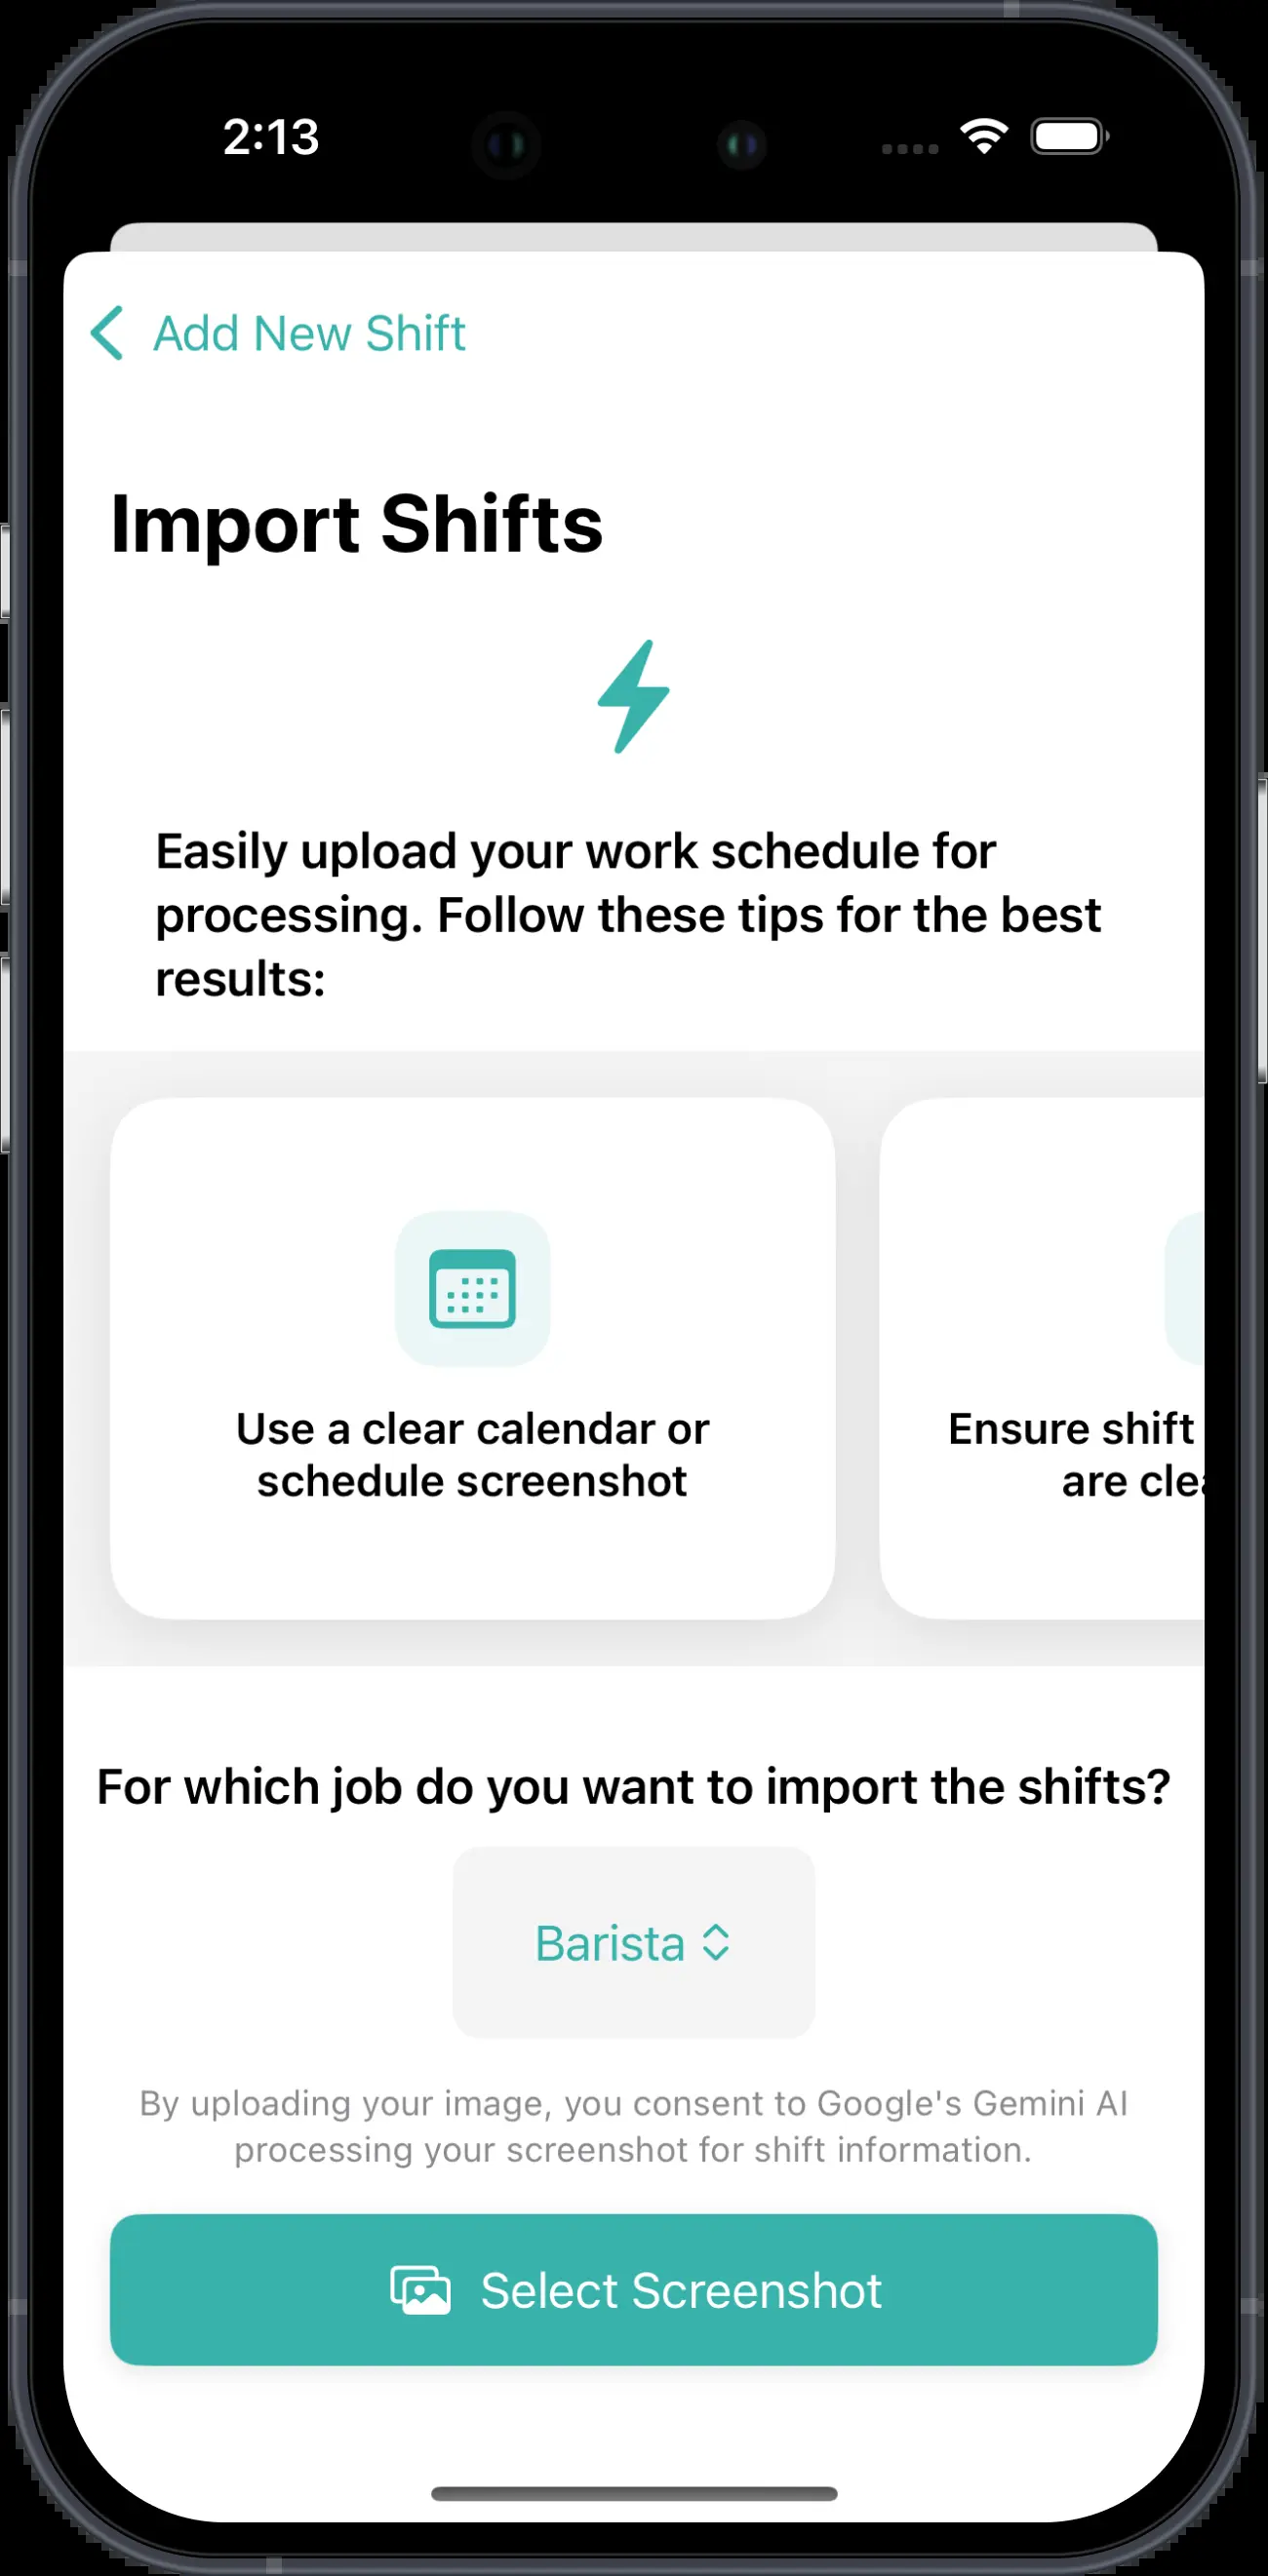 2:13
Add New Shift
Import Shifts
Easily upload your work schedule for
processing. Follow these tips for the best
results:
Use a clear calendar or
schedule screenshot
Ensure shift
are
For which job do you want to import the shifts?
Barista
By uploading your image, you consent to Google's Gemini AI
processing your screenshot for shift information.
Select Screenshot